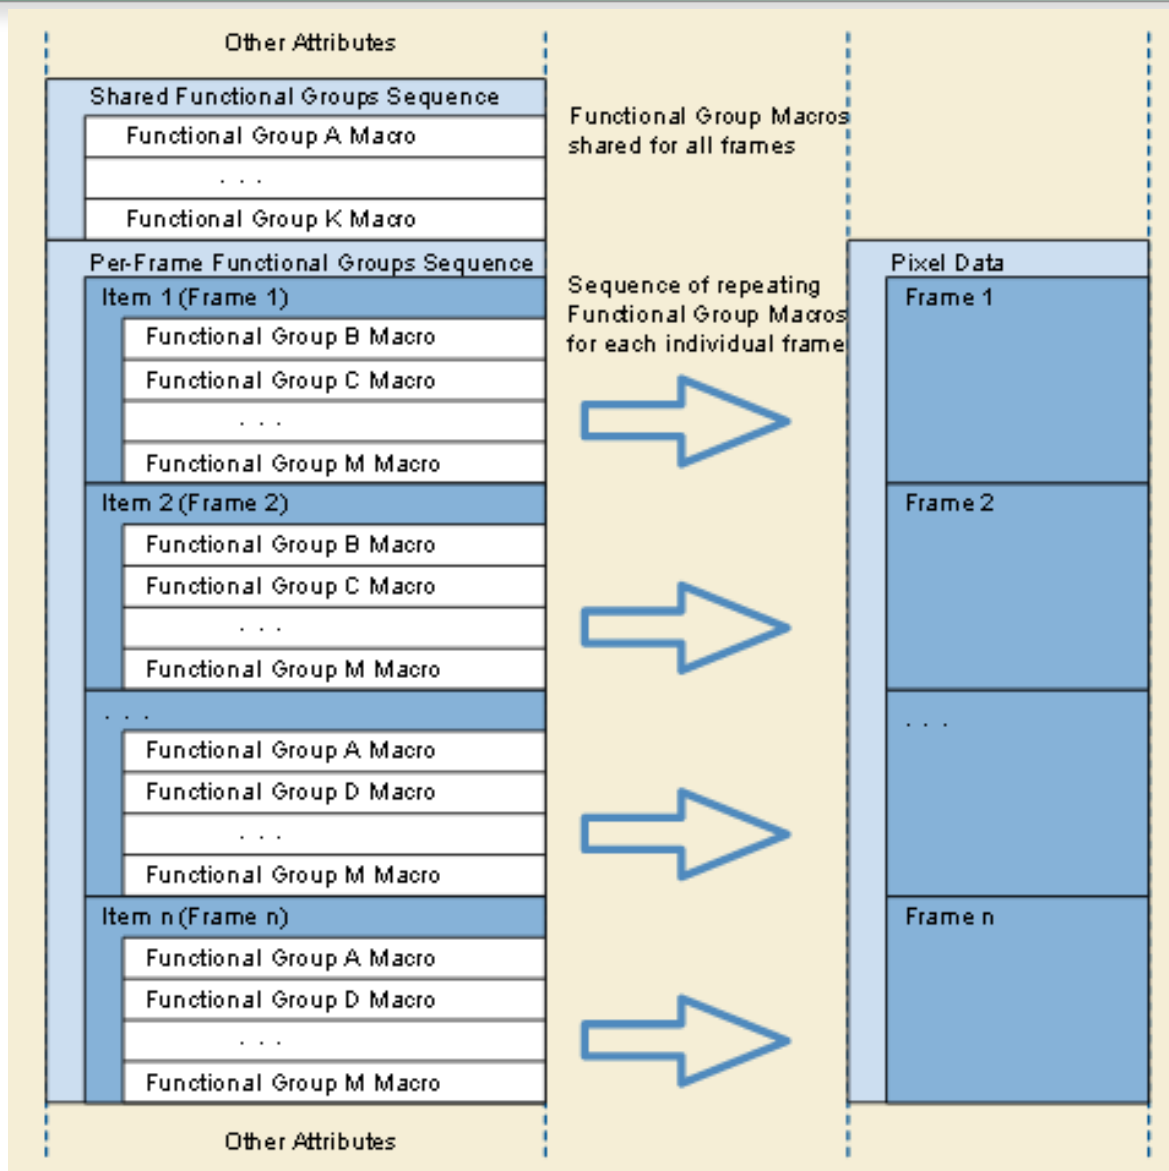 Other Attributes
Shared Functional Groups Sequence
Functional Group A Macro
. . .
Functional Group K Macro
Functional Group Macros
shared for all frames
Per-Frame Functional Groups Sequence
Item 1 (Frame 1)
Functional Group B Macro
Functional Group C Macro
. . .
Functional Group M Macro
Item 2 (Frame 2)
Functional Group B Macro
Functional Group C Macro
. . .
Functional Group M Macro
. . .
Functional Group A Macro
Functional Group D Macro
. . .
Functional Group M Macro
Item n (Frame n)
Functional Group A Macro
Functional Group D Macro
. . .
Functional Group M Macro
Other Attributes
Sequence of repeating
Functional Group Macros
for each individual frame
Pixel Data
Frame 1
Frame 2
. . .
Frame n